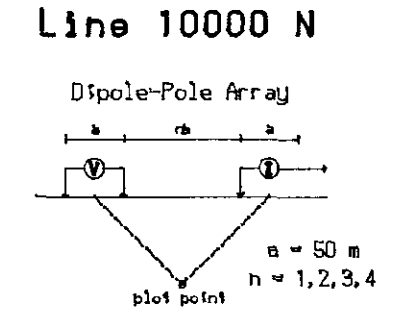 Line 10000 N
Dipole-Pole Array
a na a
V I
a = 50 m
n = 1,2,3,4
plot point